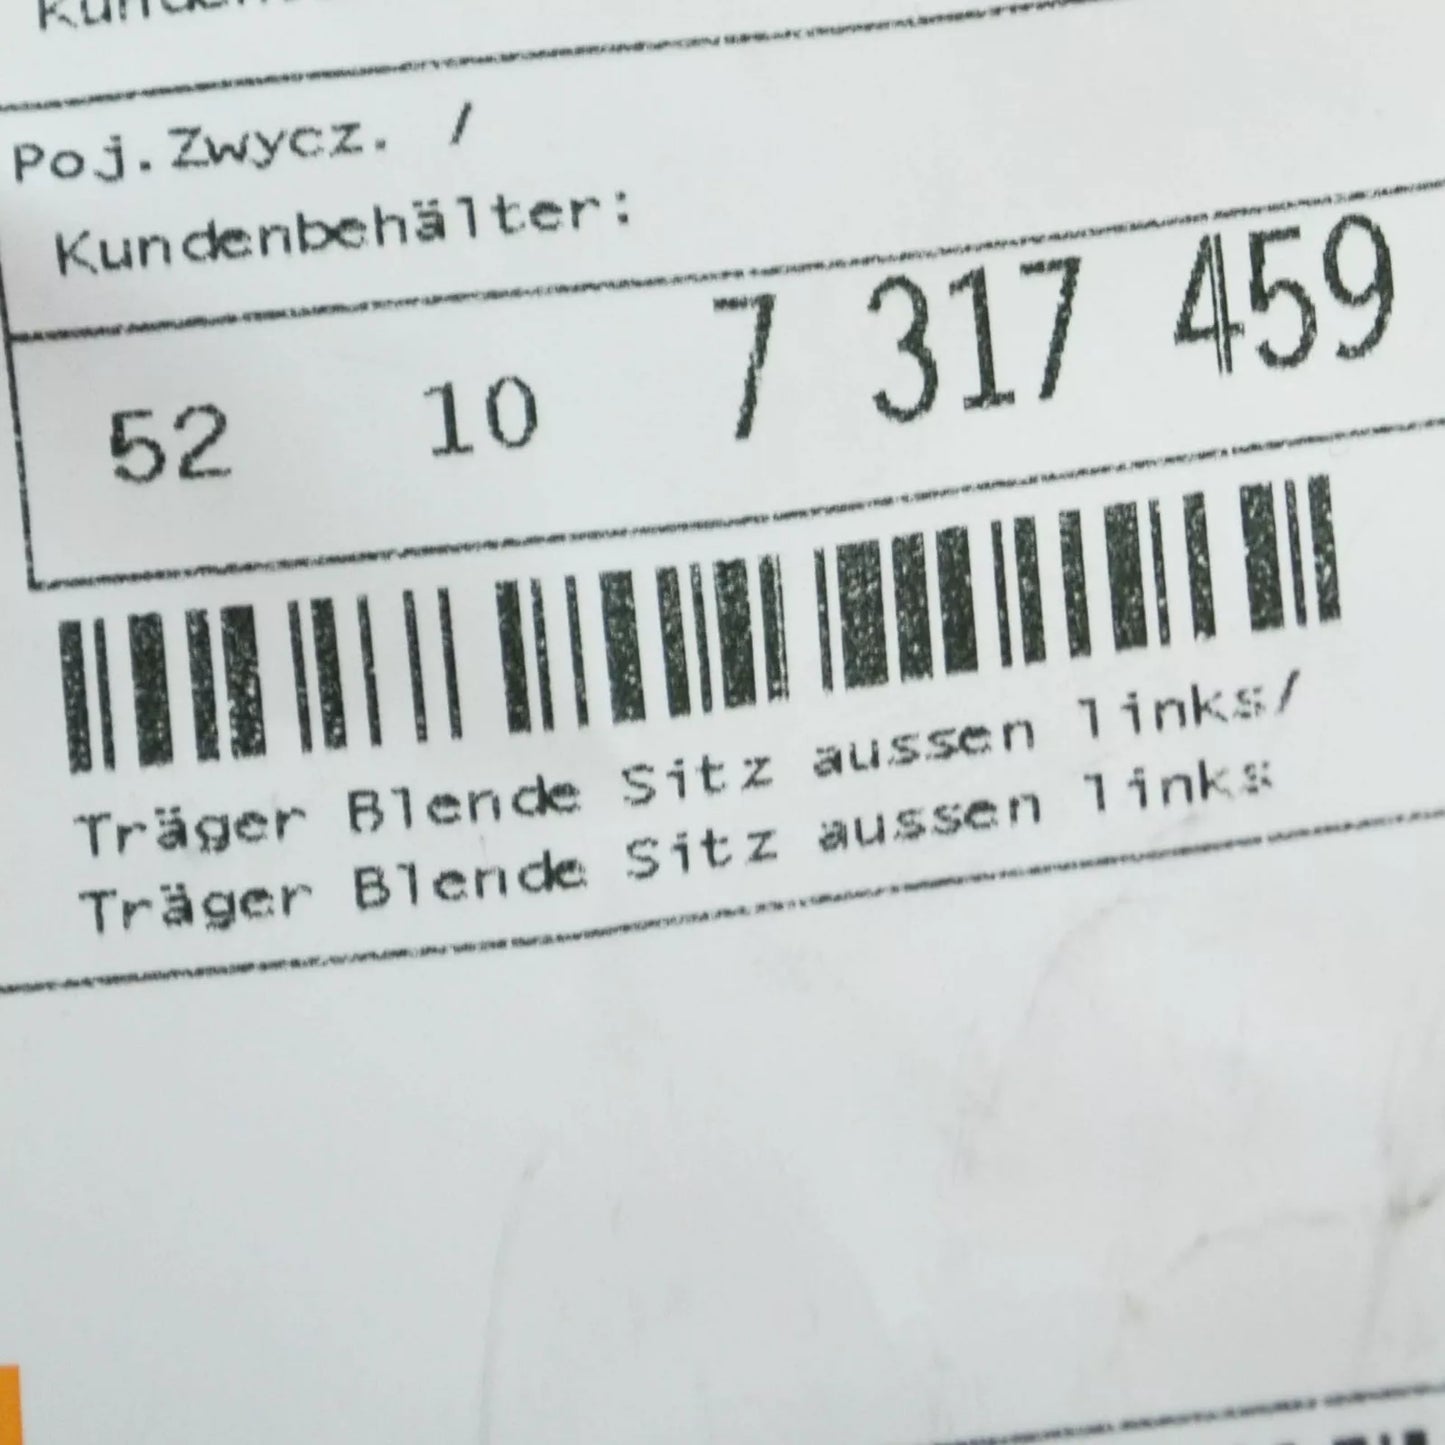 Poj.Zwycz. /
Kundenbehälter:
52 10 7 317 459
Träger Blende Sitz aussen links/
Träger Blende Sitz aussen links